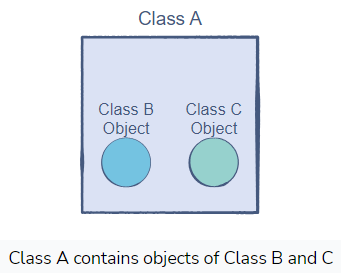 Class A
Class B
Object
Class C
Object
Class A contains objects of Class B and C